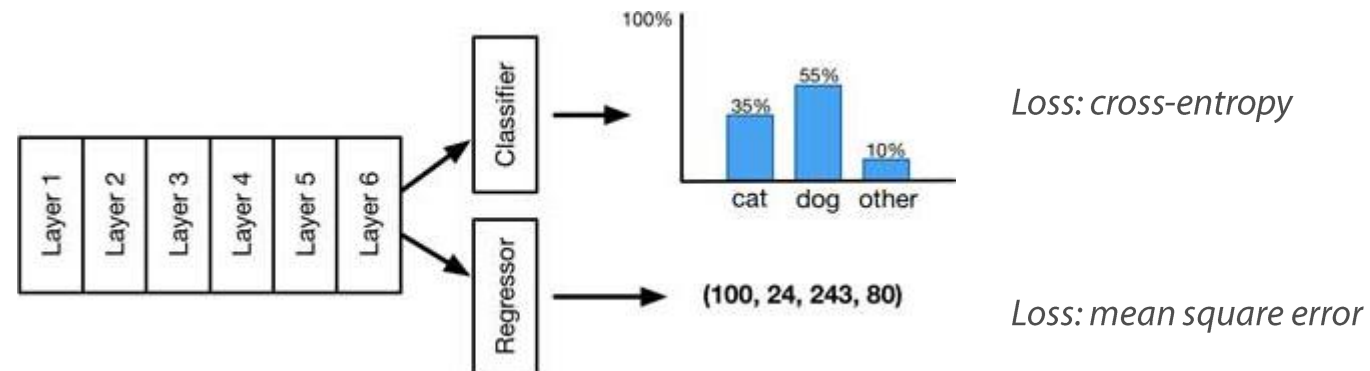 Layer 1
Layer 2
Layer 3
Layer 4
Layer 5
Layer 6
Classifier
100%
35%
55%
10%
cat dog other
Loss: cross-entropy
Regressor
(100, 24, 243, 80)
Loss: mean square error